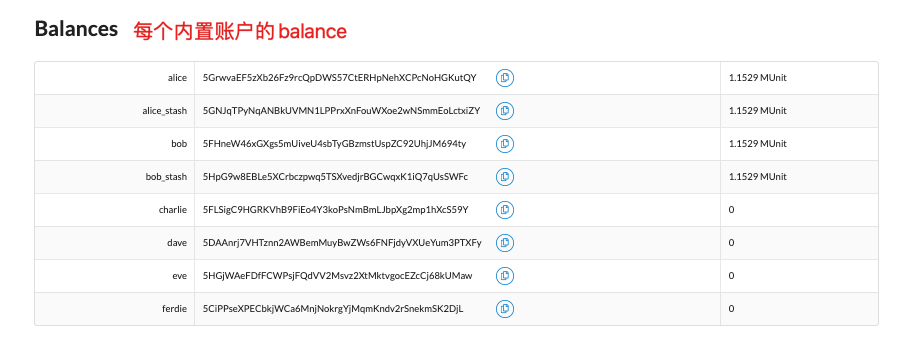 Balances 每个内置账户的 balance
alice 5GrwvaEF5zXb26Fz9rcQpDWS57CtERHpNehXCPcNoHGKutQY 1.1529 MUnit
alice_stash 5GNJqTPyNqANBkUVMN1LPPrxXnFouWXoe2wNSmmEoLctxiZY 1.1529 MUnit
bob 5FHneW46xGXgs5mUiveU4sbTyGBzmstUspZC92UhjJM694ty 1.1529 MUnit
bob_stash 5HpG9w8EBLe5XCrbczpwq5TSXvedjrBGCwqxK1iQ7qUsSWFc 1.1529 MUnit
charlie 5FLSigC9HGRKVhB9FiEo4Y3koPsNmBmLJbpXg2mp1hXcS59Y 0
dave 5DAAnrj7VHTznn2AWBemMuyBwZWs6FNFjdyVXUeYum3PTXFy 0
eve 5HGjWAeFDfFCWPsjFQdVV2Msvz2XtMktvgocEZcCj68kUMaw 0
ferdie 5CiPPseXPECbkjWCa6MnjNokrgYjMqmKndv2rSnekmSK2DjL 0